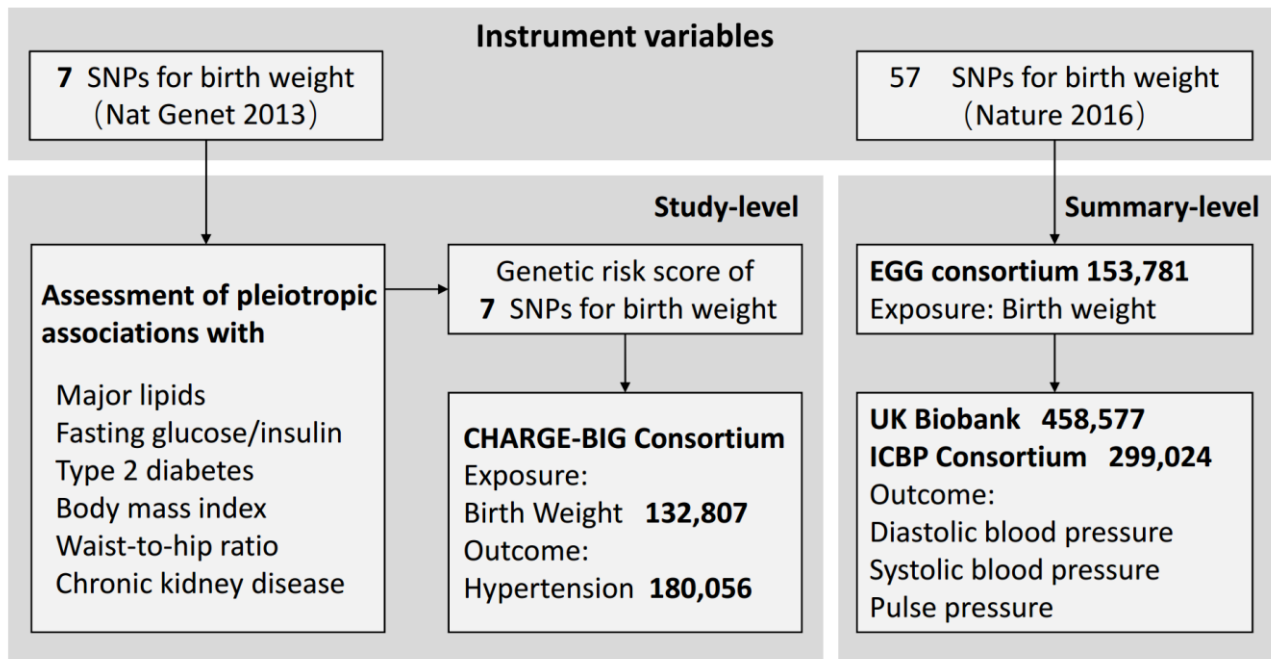 Instrument variables
7 SNPs for birth weight
（Nat Genet 2013）
57 SNPs for birth weight
（Nature 2016）
Study-level
Assessment of pleiotropic
associations with
Major lipids
Fasting glucose/insulin
Type 2 diabetes
Body mass index
Waist-to-hip ratio
Chronic kidney disease
Genetic risk score of
7 SNPs for birth weight
CHARGE-BIG Consortium
Exposure:
Birth Weight 132,807
Outcome:
Hypertension 180,056
Summary-level
EGG consortium 153,781
Exposure: Birth weight
UK Biobank 458,577
ICBP Consortium 299,024
Outcome:
Diastolic blood pressure
Systolic blood pressure
Pulse pressure